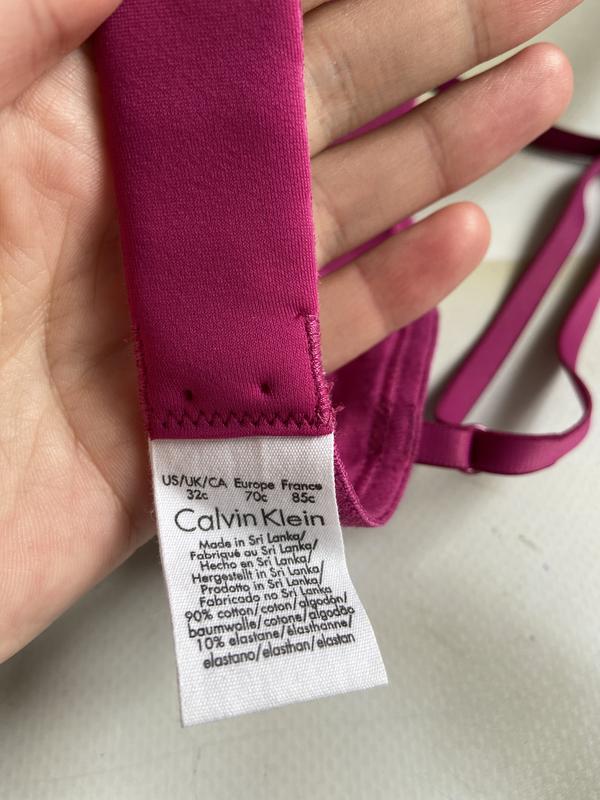 US/UK/CA Europe France
32c 70c 85c
Calvin Klein
Made in Sri Lanka/
Fabriqué au Sri Lanka/
Hecho en Sri Lanka/
Hergestellt in Sri Lanka/
Prodotto in Sri Lanka/
Fabricado no Sri Lanka
90% cotton/coton/algodón/
baumwolle/cotone/algodão
10% elastane/élasthanne/
elastano/elasthan/elastan